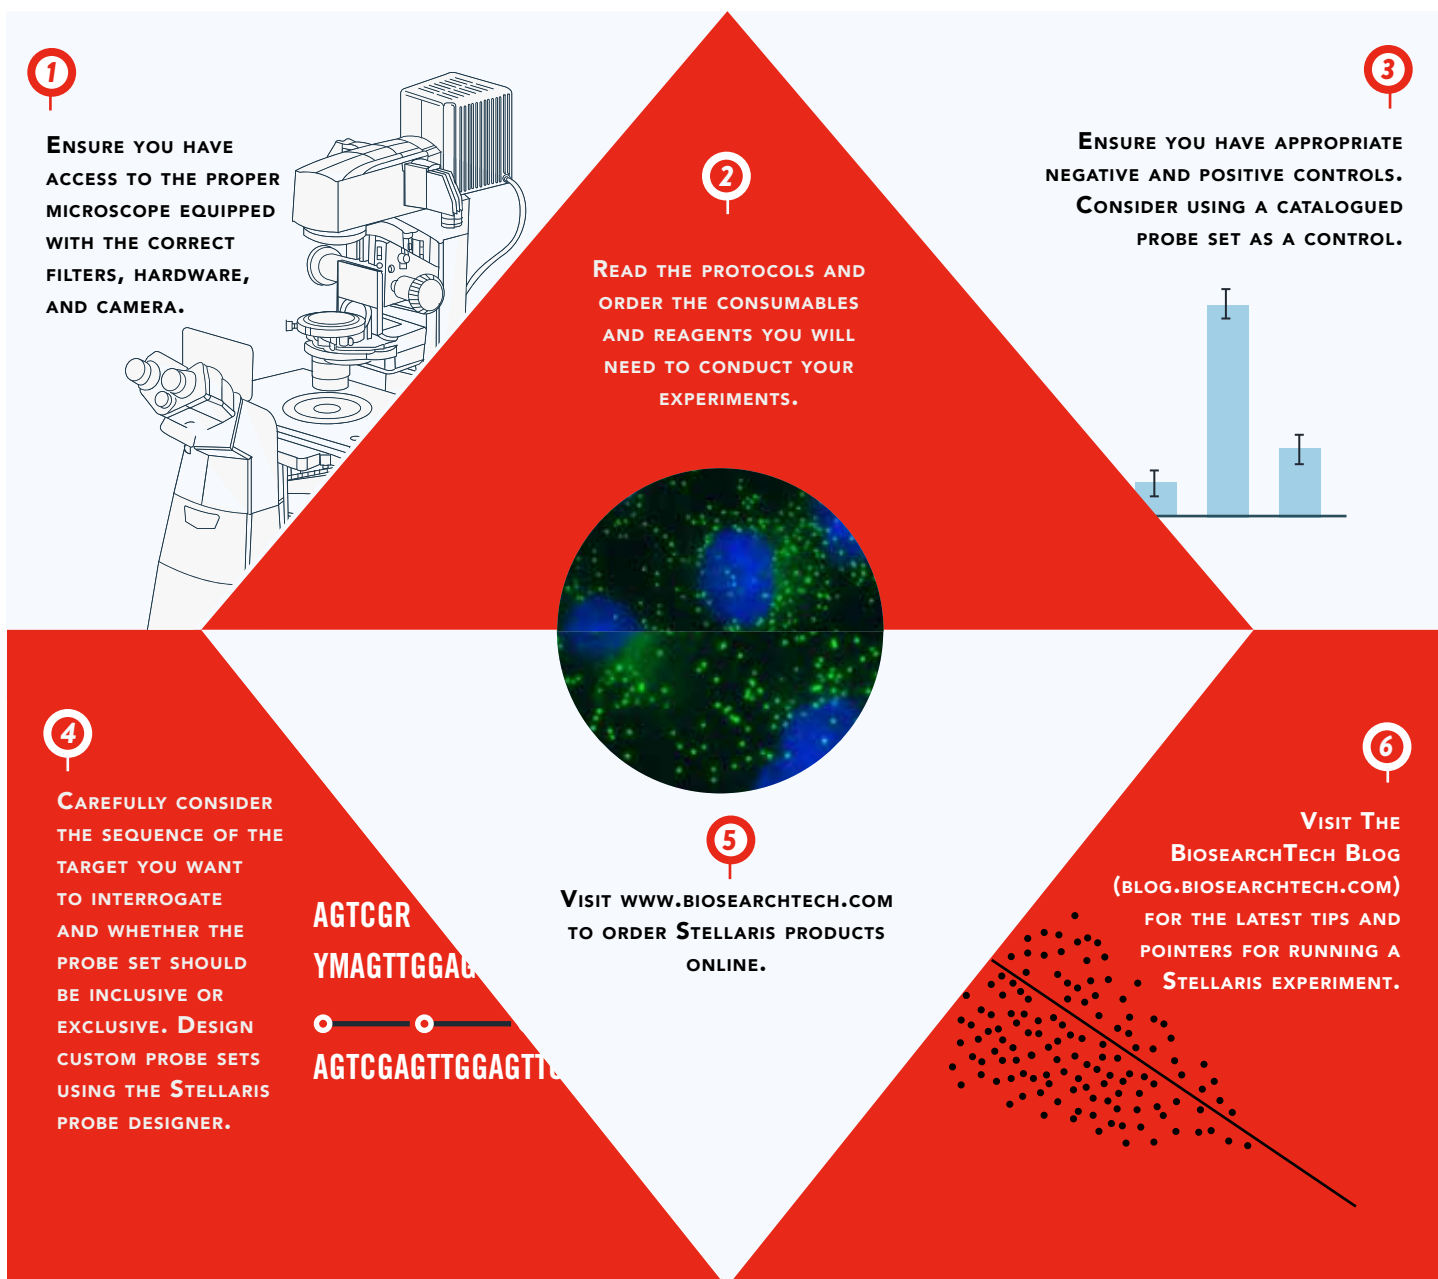 1
ENSURE YOU HAVE
ACCESS TO THE PROPER
MICROSCOPE EQUIPPED
WITH THE CORRECT
FILTERS, HARDWARE,
AND CAMERA.
2
READ THE PROTOCOLS AND
ORDER THE CONSUMABLES
AND REAGENTS YOU WILL
NEED TO CONDUCT YOUR
EXPERIMENTS.
3
ENSURE YOU HAVE APPROPRIATE
NEGATIVE AND POSITIVE CONTROLS.
CONSIDER USING A CATALOGUED
PROBE SET AS A CONTROL.
4
CAREFULLY CONSIDER
THE SEQUENCE OF THE
TARGET YOU WANT
TO INTERROGATE
AND WHETHER THE
PROBE SET SHOULD
BE INCLUSIVE OR
EXCLUSIVE. DESIGN
CUSTOM PROBE SETS
USING THE STELLARIS
PROBE DESIGNER.
AGTCGR
YMAGTTGGAG
AGTCGAGTTGGAGTT
5
VISIT WWW.BIOSEARCHTECH.COM
TO ORDER STELLARIS PRODUCTS
ONLINE.
6
VISIT THE
BIOSEARCHTECH BLOG
(BLOG.BIOSEARCHTECH.COM)
FOR THE LATEST TIPS AND
POINTERS FOR RUNNING A
STELLARIS EXPERIMENT.